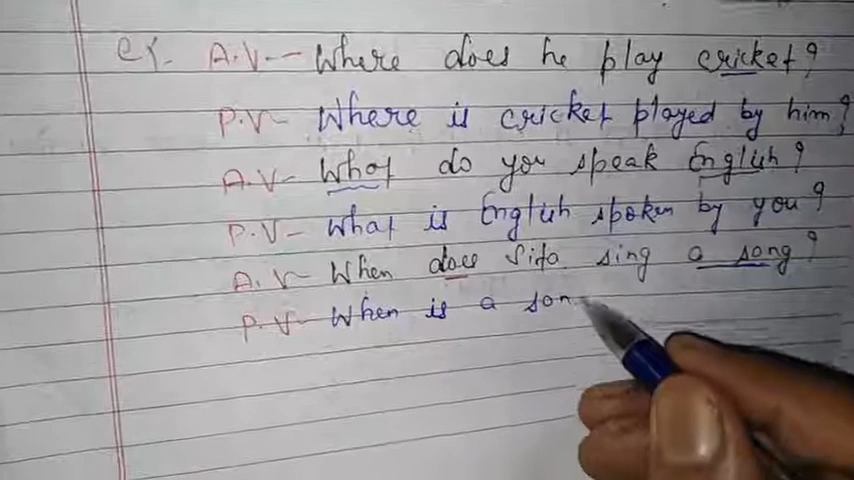 ex- A.V- Where does he play cricket?
P.V- Where is cricket played by him?
A.V- What do you speak English?
P.V- What is English spoken by you?
A.V- When does Sita sing a song?
P.V- When is a son